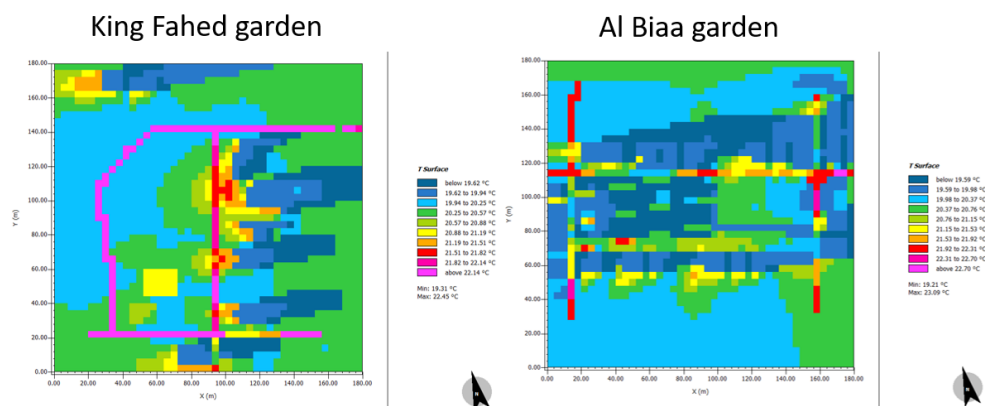 King Fahed garden
Al Biaa garden
180.00
160.00
140.00
120.00
100.00
80.00
60.00
40.00
20.00
0.00
Y (m)
0.00 20.00 40.00 60.00 80.00 100.00 120.00 140.00 160.00 180.00
X (m)
T Surface
below 19.62 °C
19.62 to 19.94 °C
19.94 to 20.25 °C
20.25 to 20.57 °C
20.57 to 20.88 °C
20.88 to 21.19 °C
21.19 to 21.51 °C
21.51 to 21.82 °C
21.82 to 22.14 °C
above 22.14 °C
Min: 19.31 °C
Max: 22.45 °C
180.00
160.00
140.00
120.00
100.00
80.00
60.00
40.00
20.00
0.00
Y (m)
0.00 20.00 40.00 60.00 80.00 100.00 120.00 140.00 160.00 180.00
X (m)
T Surface
below 19.59 °C
19.59 to 19.98 °C
19.98 to 20.37 °C
20.37 to 20.76 °C
20.76 to 21.15 °C
21.15 to 21.53 °C
21.53 to 21.92 °C
21.92 to 22.31 °C
22.31 to 22.70 °C
above 22.70 °C
Min: 19.21 °C
Max: 23.09 °C